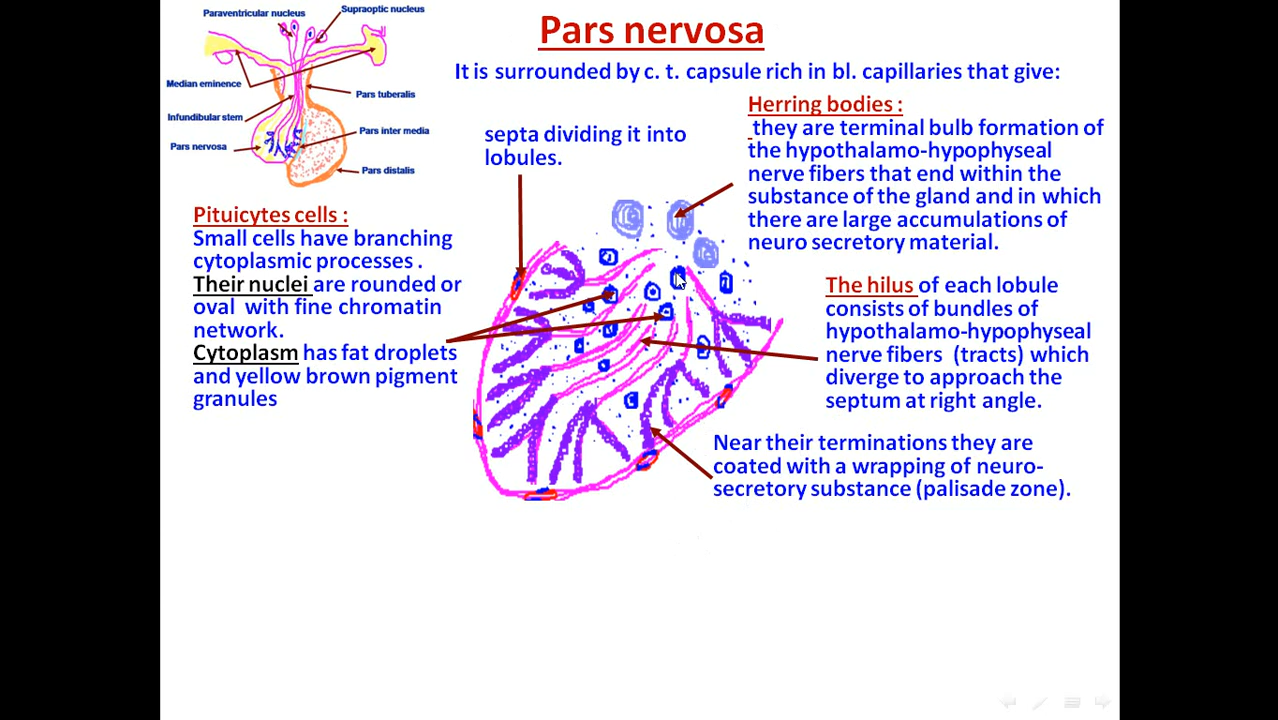 Pars nervosa
It is surrounded by c. t. capsule rich in bl. capillaries that give:
Paraventricular nucleus
Supraoptic nucleus
Median eminence
Pars tuberalis
Infundibular stem
Pars inter media
Pars nervosa
Pars distalis
septa dividing it into
lobules.
Herring bodies :
they are terminal bulb formation of
the hypothalamo-hypophyseal
nerve fibers that end within the
substance of the gland and in which
there are large accumulations of
neuro secretory material.
Pituicytes cells :
Small cells have branching
cytoplasmic processes .
Their nuclei are rounded or
oval with fine chromatin
network.
Cytoplasm has fat droplets
and yellow brown pigment
granules
The hilus of each lobule
consists of bundles of
hypothalamo-hypophyseal
nerve fibers (tracts) which
diverge to approach the
septum at right angle.
Near their terminations they are
coated with a wrapping of neuro-
secretory substance (palisade zone).